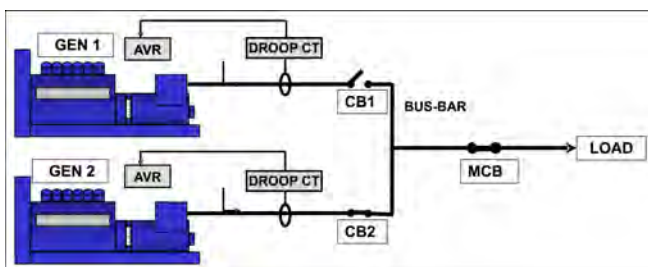 GEN 1
AVR
DROOP CT
CB1
BUS-BAR
MCB
LOAD
GEN 2
AVR
DROOP CT
CB2